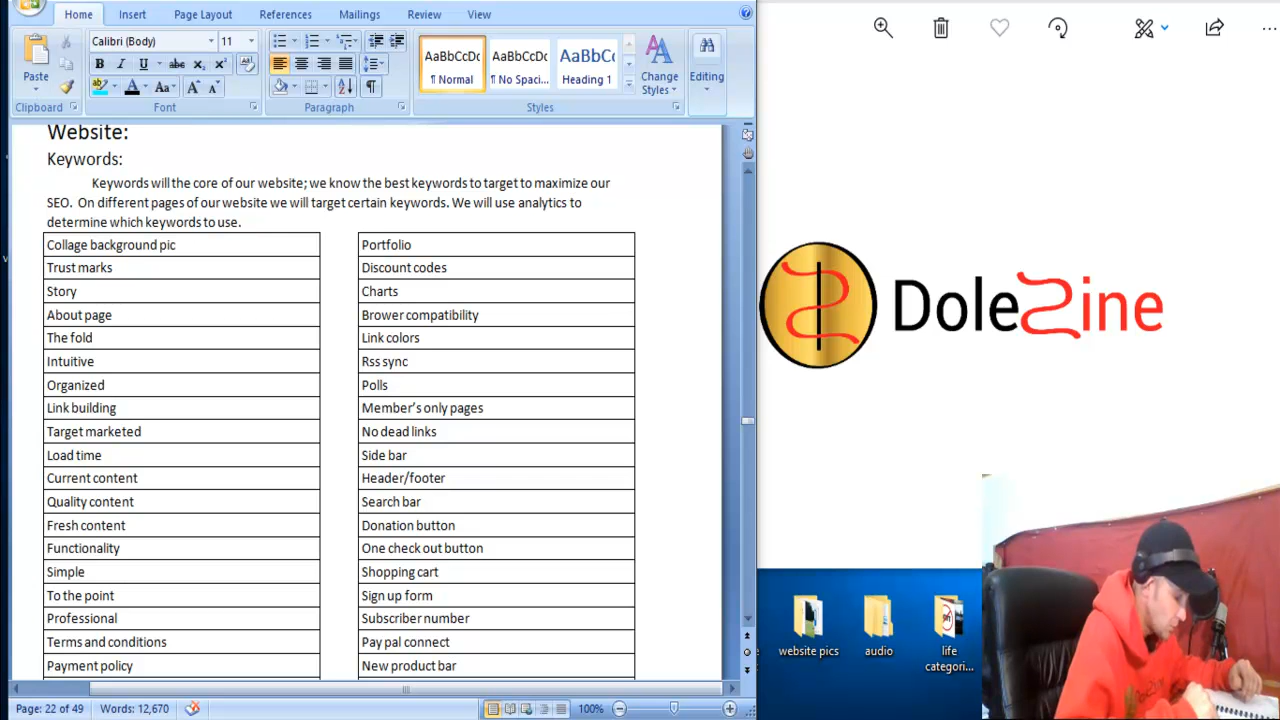 Home Insert Page Layout References Mailings Review View
Calibri (Body) 11
AaBbCcDc AaBbCcDc AaBbCc
Paste
¶ Normal ¶ No Spaci... Heading 1
Change Styles
Editing
Clipboard Font Paragraph Styles
Website:
Keywords:
Keywords will the core of our website; we know the best keywords to target to maximize our
SEO. On different pages of our website we will target certain keywords. We will use analytics to
determine which keywords to use.
Collage background pic
Trust marks
Story
About page
The fold
Intuitive
Organized
Link building
Target marketed
Load time
Current content
Quality content
Fresh content
Functionality
Simple
To the point
Professional
Terms and conditions
Payment policy
Portfolio
Discount codes
Charts
Brower compatibility
Link colors
Rss sync
Polls
Member's only pages
No dead links
Side bar
Header/footer
Search bar
Donation button
One check out button
Shopping cart
Sign up form
Subscriber number
Pay pal connect
New product bar
Page: 22 of 49 Words: 12,670 100%
DoleZine
website pics
audio
life
categori...